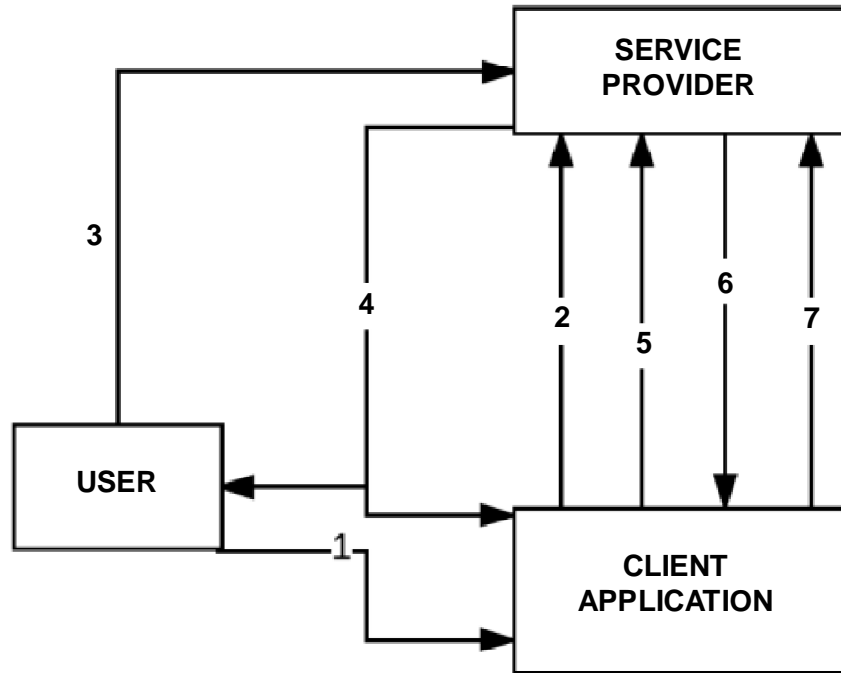 SERVICE
PROVIDER
3
4
2
5
6
7
USER
1
CLIENT
APPLICATION